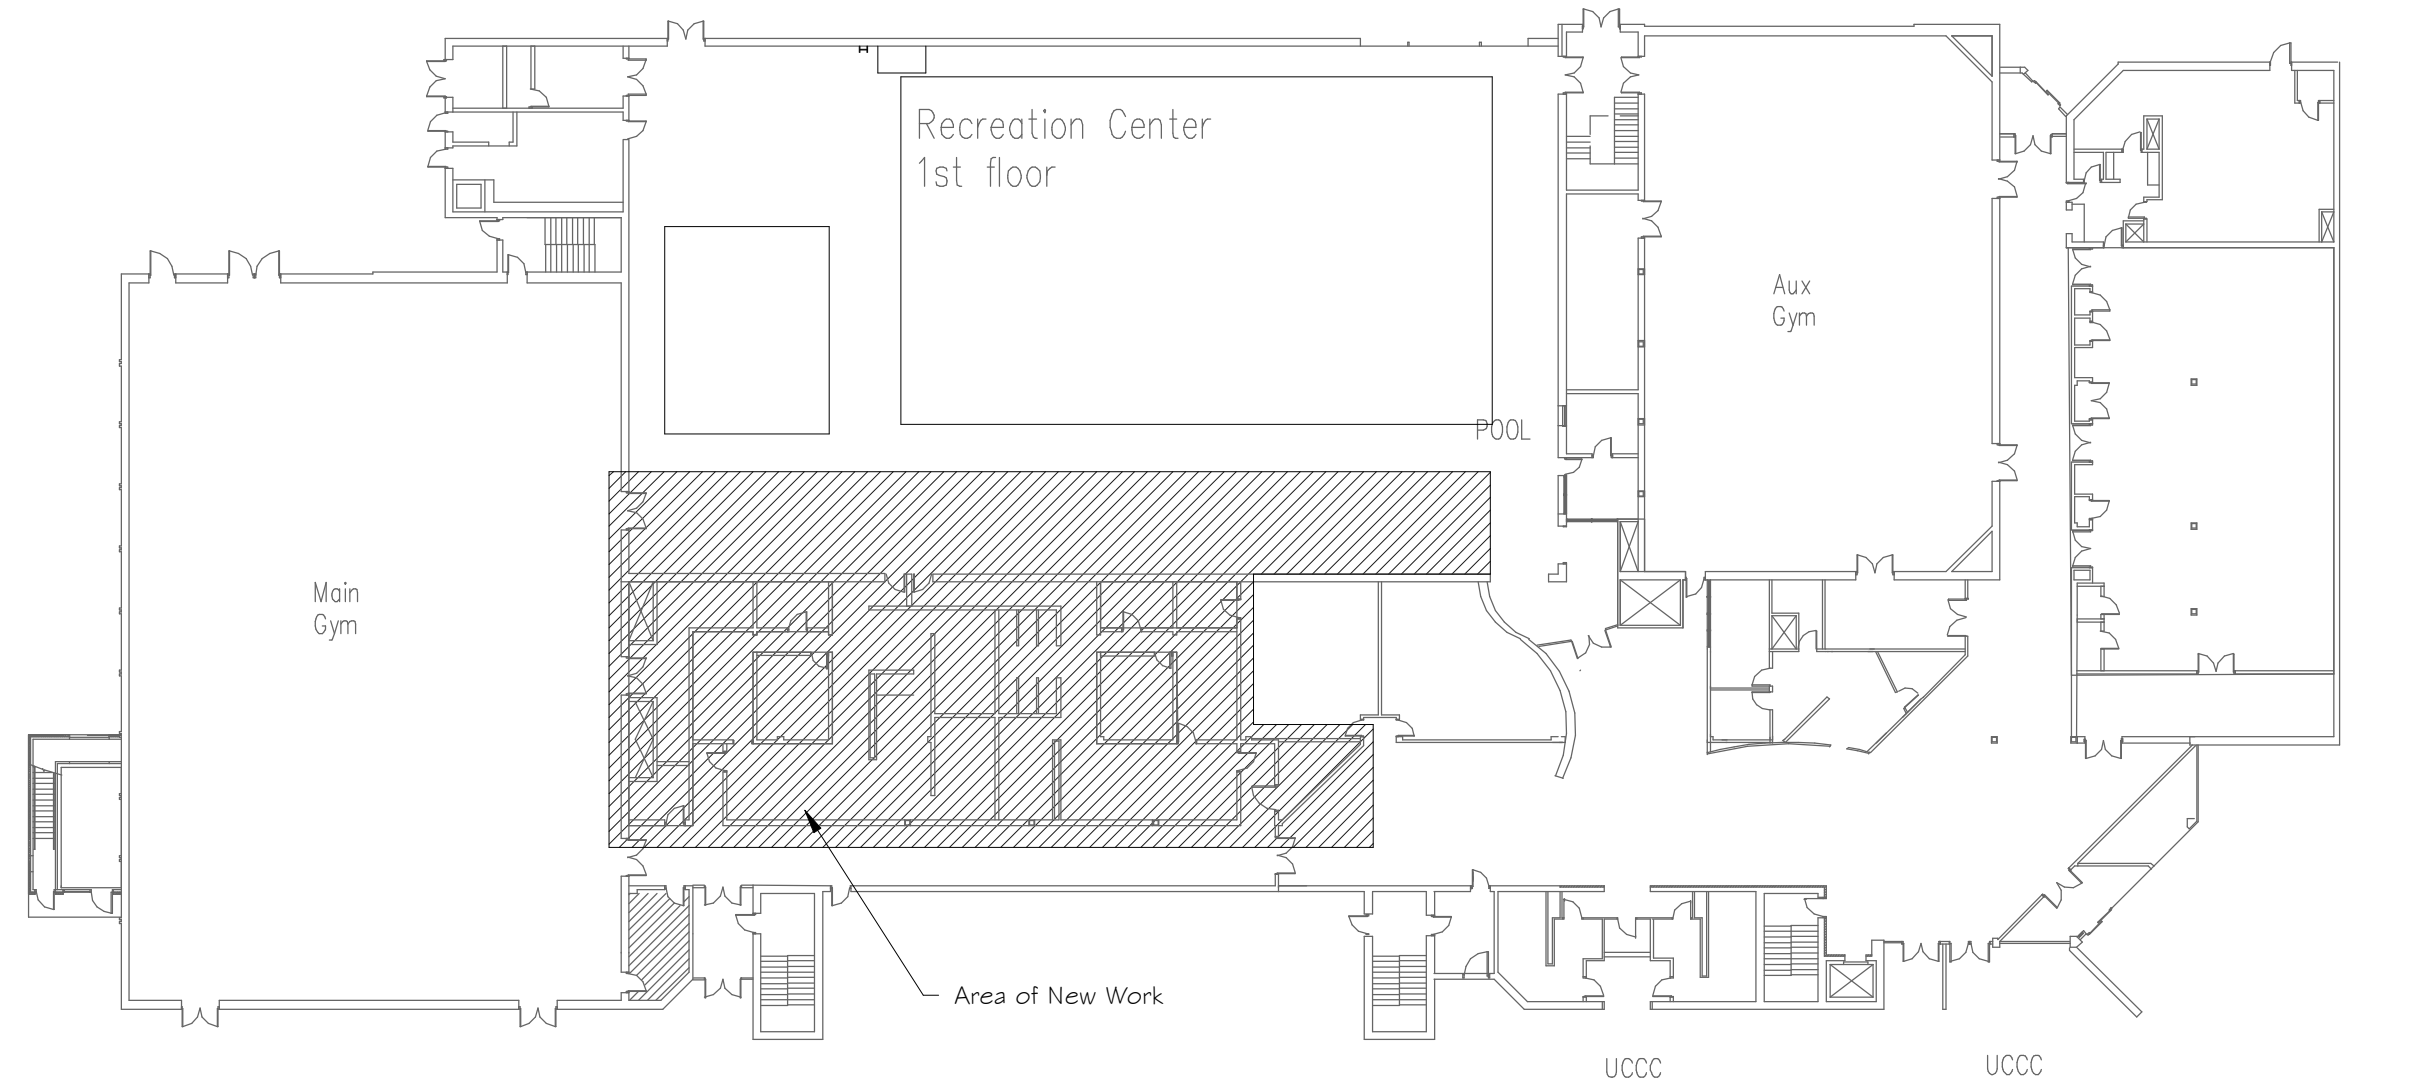 Recreation Center
1st floor
Aux
Gym
POOL
Main
Gym
Area of New Work
UCCC
UCCC